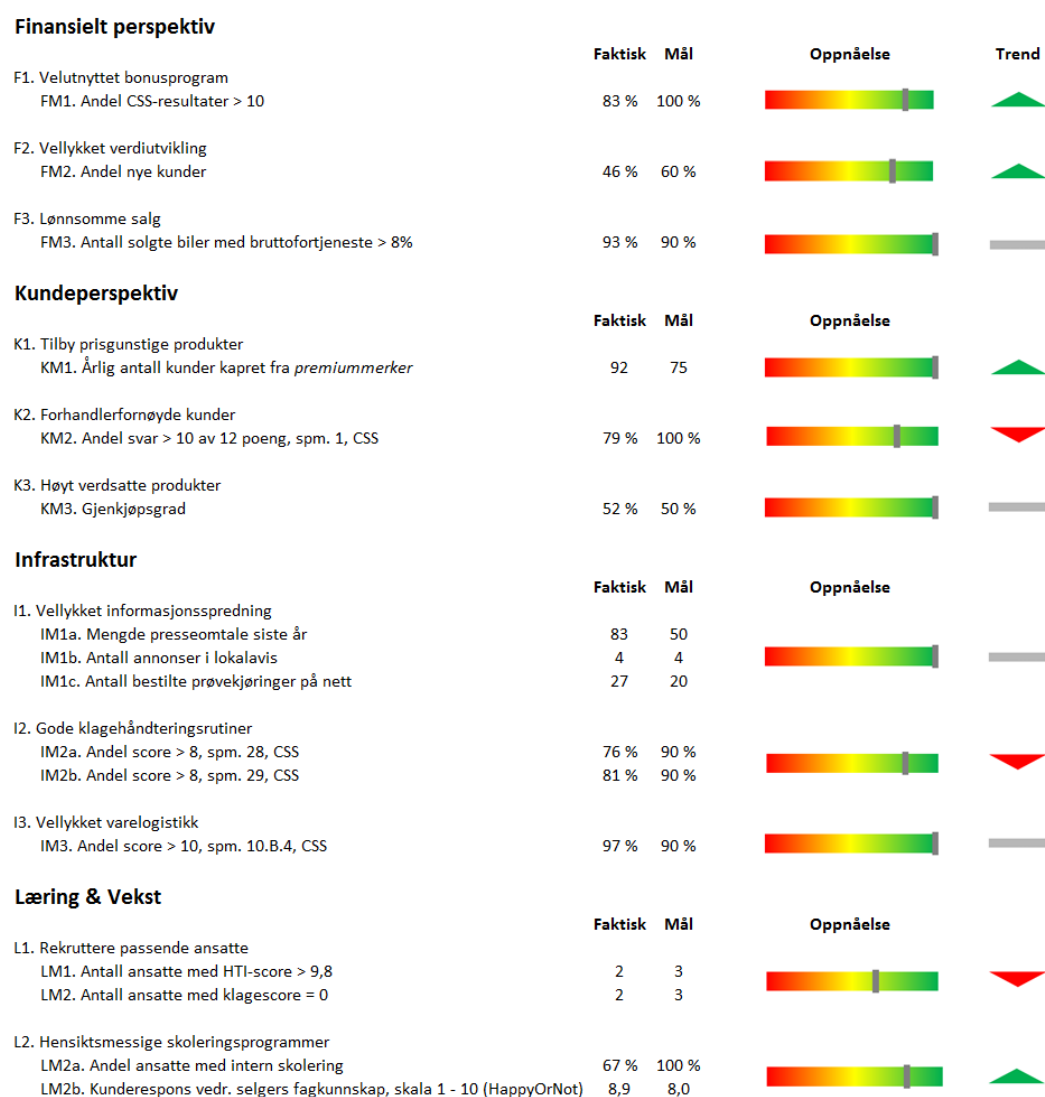 Finansielt perspektiv
Faktisk Mål Oppnåelse Trend
F1. Velutnyttet bonusprogram
FM1. Andel CSS-resultater > 10 83 % 100 %
F2. Vellykket verdiutvikling
FM2. Andel nye kunder 46 % 60 %
F3. Lønnsomme salg
FM3. Antall solgte biler med bruttofortjeneste > 8% 93 % 90 %
Kundeperspektiv
Faktisk Mål Oppnåelse
K1. Tilby prisgunstige produkter
KM1. Årlig antall kunder kapret fra premiummerker 92 75
K2. Forhandlerfornøyde kunder
KM2. Andel svar > 10 av 12 poeng, spm. 1, CSS 79 % 100 %
K3. Høyt verdsatte produkter
KM3. Gjenkjøpsgrad 52 % 50 %
Infrastruktur
Faktisk Mål Oppnåelse
I1. Vellykket informasjonsspredning
IM1a. Mengde presseomtale siste år 83 50
IM1b. Antall annonser i lokalavis 4 4
IM1c. Antall bestilte prøvekjøringer på nett 27 20
I2. Gode klagehåndteringsrutiner
IM2a. Andel score > 8, spm. 28, CSS 76 % 90 %
IM2b. Andel score > 8, spm. 29, CSS 81 % 90 %
I3. Vellykket varelogistikk
IM3. Andel score > 10, spm. 10.B.4, CSS 97 % 90 %
Læring & Vekst
Faktisk Mål Oppnåelse
L1. Rekruttere passende ansatte
LM1. Antall ansatte med HTI-score > 9,8 2 3
LM2. Antall ansatte med klagescore = 0 2 3
L2. Hensiktsmessige skoleringsprogrammer
LM2a. Andel ansatte med intern skolering 67 % 100 %
LM2b. Kunderespons vedr. selgers fagkunnskap, skala 1 - 10 (HappyOrNot) 8,9 8,0